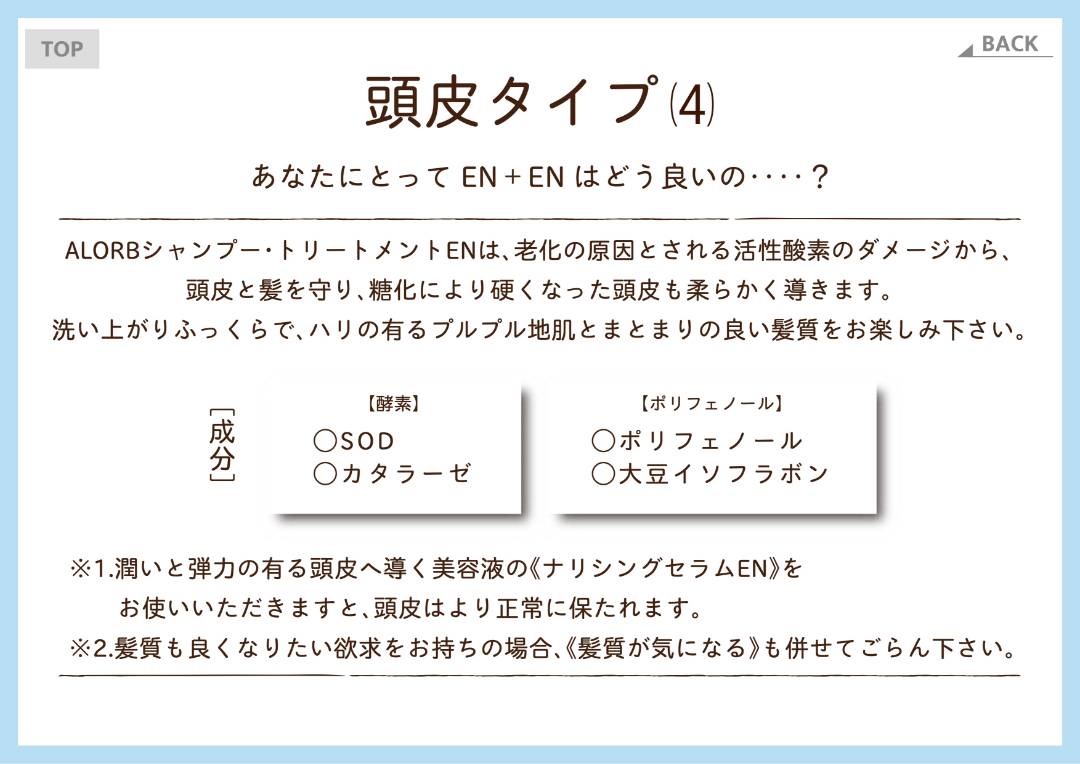 TOP
BACK
頭皮タイプ(4)
あなたにとって EN＋EN はどう良いの････？
ALORBシャンプー･トリートメントENは､老化の原因とされる活性酸素のダメージから､
頭皮と髪を守り､糖化により硬くなった頭皮も柔らかく導きます｡
洗い上がりふっくらで､ハリの有るプルプル地肌とまとまりの良い髪質をお楽しみ下さい｡
[成分]
【酵素】
〇SOD
〇カタラーゼ
【ポリフェノール】
〇ポリフェノール
〇大豆イソフラボン
※1.潤いと弾力の有る頭皮へ導く美容液の《ナリシングセラムEN》を
お使いいただきますと､頭皮はより正常に保たれます｡
※2.髪質も良くなりたい欲求をお持ちの場合､《髪質が気になる》も併せてごらん下さい｡